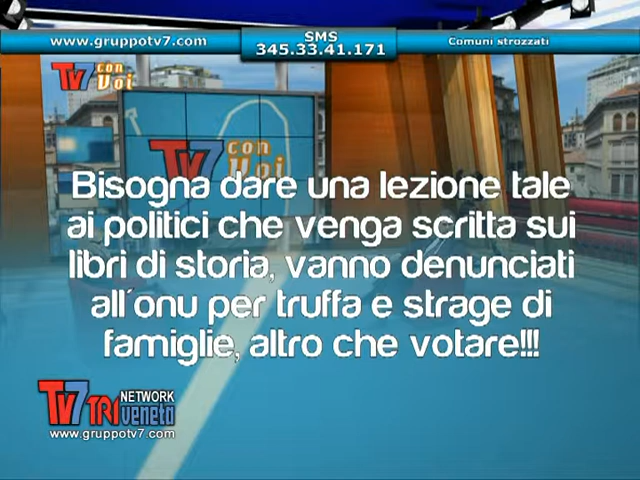 www.gruppotv7.com
SMS
345.33.41.171
Comuni strozzati
TV7 con Voi
TV7 con Voi
Bisogna dare una lezione tale
ai politici che venga scritta sui
libri di storia, vanno denunciati
all'onu per truffa e strage di
famiglie, altro che votare!!!
TV7 TRIveneta NETWORK
www.gruppotv7.com